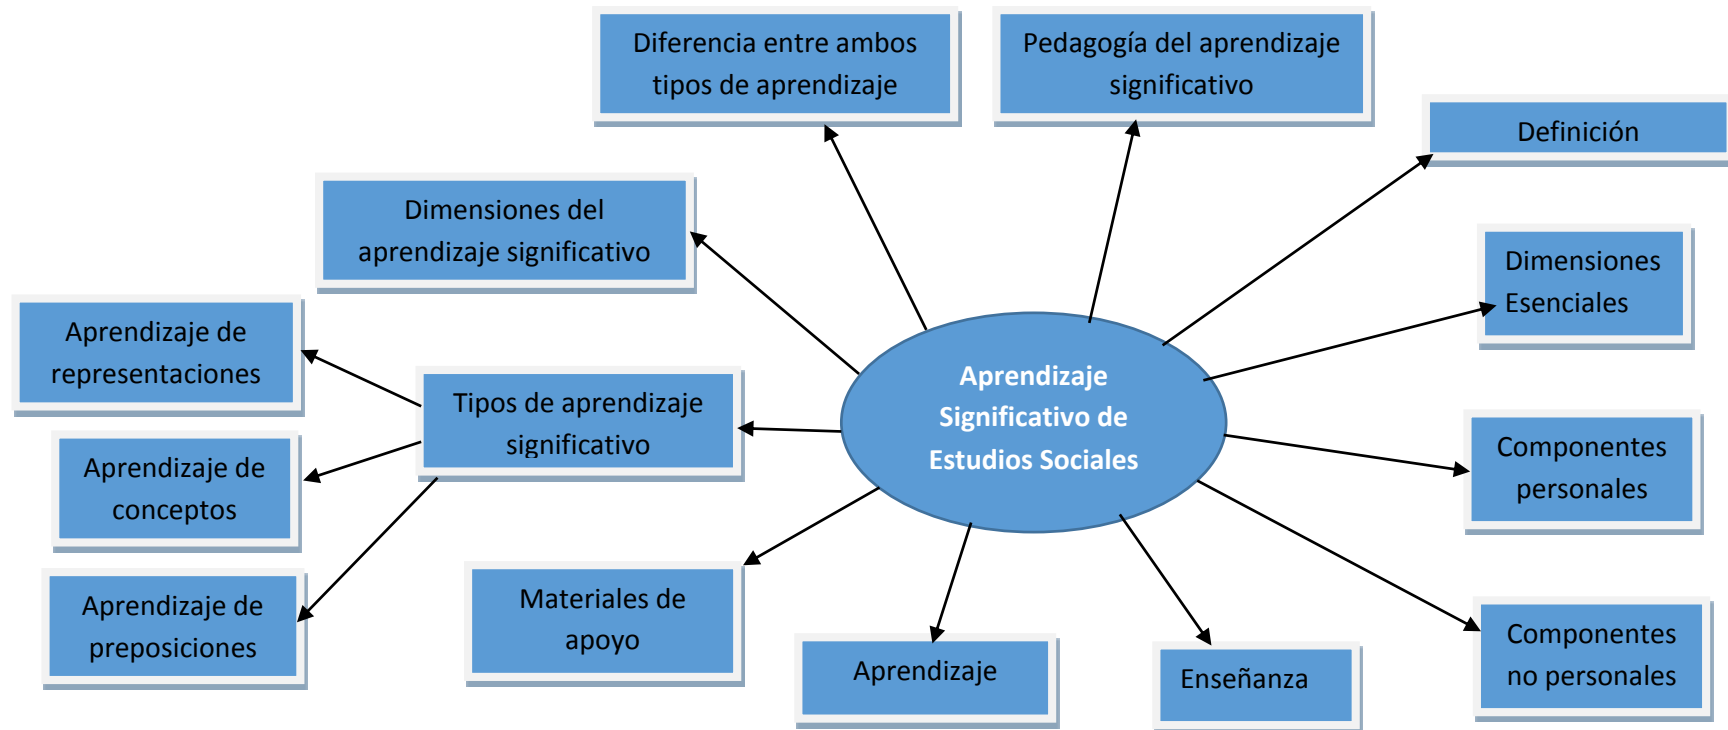 Diferencia entre ambos
tipos de aprendizaje
Pedagogía del aprendizaje
significativo
Definición
Dimensiones del
aprendizaje significativo
Dimensiones
Esenciales
Aprendizaje de
representaciones
Tipos de aprendizaje
significativo
Aprendizaje
Significativo de
Estudios Sociales
Componentes
personales
Aprendizaje de
conceptos
Aprendizaje de
preposiciones
Materiales de
apoyo
Aprendizaje
Enseñanza
Componentes
no personales